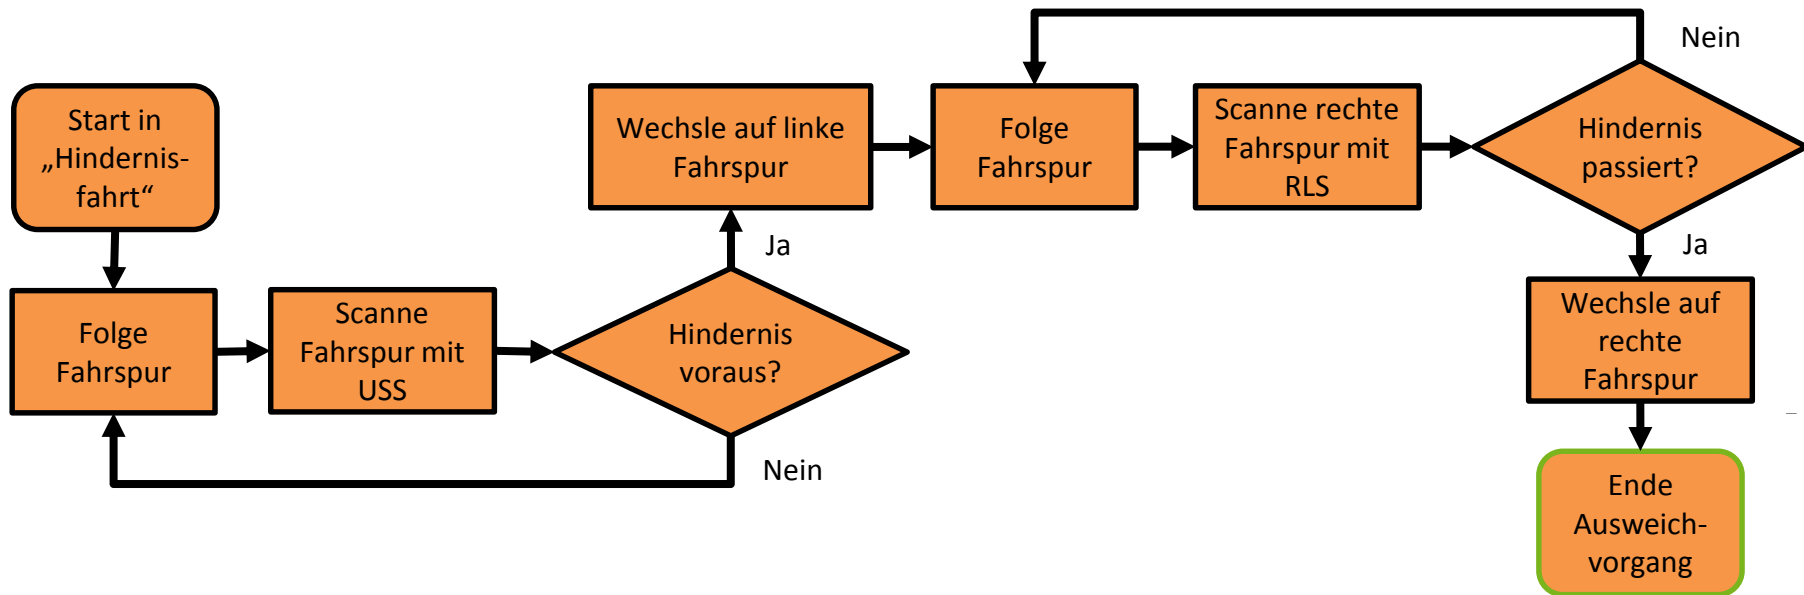 Start in
„Hindernis-
fahrt“
Folge
Fahrspur
Scanne
Fahrspur mit
USS
Hindernis
voraus?
Nein
Ja
Wechsle auf linke
Fahrspur
Folge
Fahrspur
Scanne rechte
Fahrspur mit
RLS
Hindernis
passiert?
Nein
Ja
Wechsle auf
rechte
Fahrspur
Ende
Ausweich-
vorgang